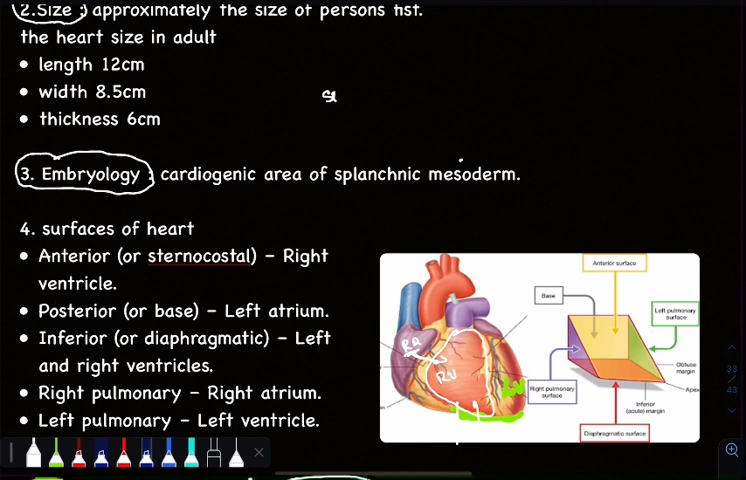 2.Size : approximately the size of persons fist.
the heart size in adult
• length 12cm
• width 8.5cm
• thickness 6cm
3. Embryology : cardiogenic area of splanchnic mesoderm.
4. surfaces of heart
• Anterior (or sternocostal) – Right
ventricle.
• Posterior (or base) – Left atrium.
• Inferior (or diaphragmatic) – Left
and right ventricles.
• Right pulmonary – Right atrium.
• Left pulmonary – Left ventricle.
RA
RV
LV
Anterior surface
Base
Left pulmonary
surface
Right pulmonary
surface
Obtuse
margin
Apex
Inferior
(acute) margin
Diaphragmatic surface
33
/
43